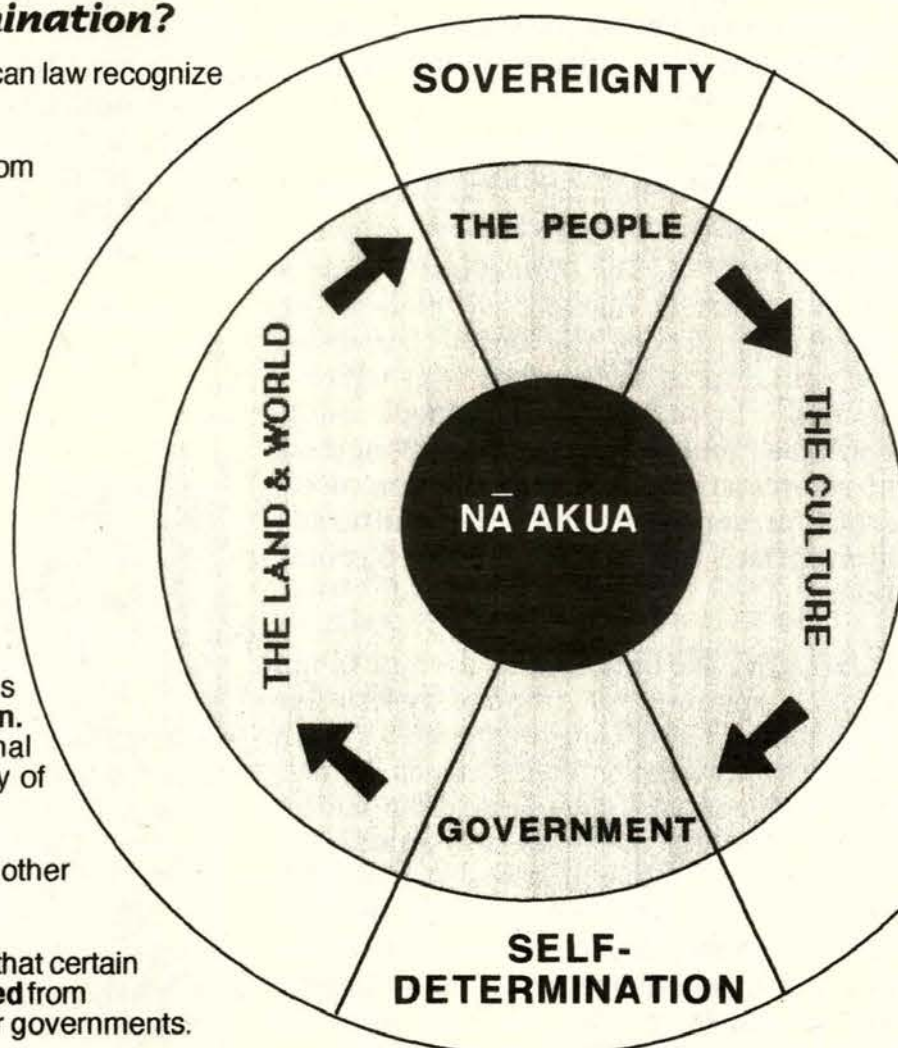 ination?
can law recognize
om
s
n.
nal
y of
other
that certain
ed from
r governments.
SOVEREIGNTY
THE PEOPLE
THE LAND & WORLD
NĀ AKUA
THE CULTURE
GOVERNMENT
SELF-
DETERMINATION